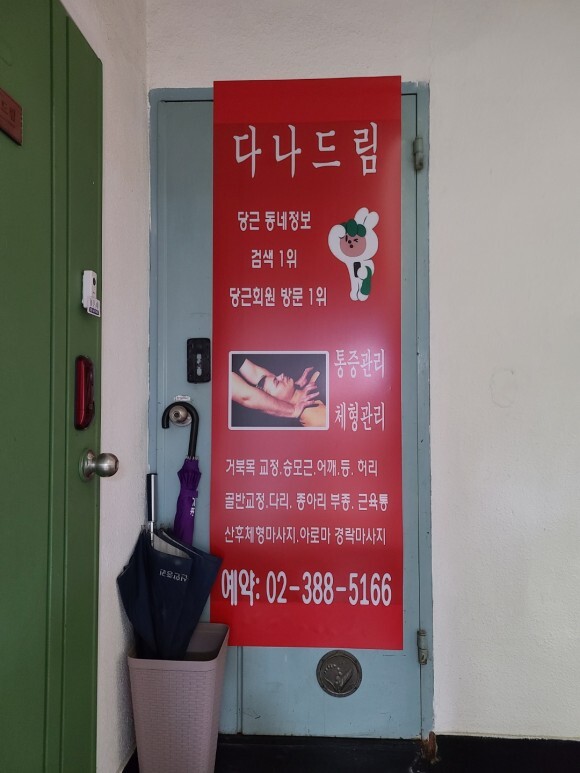 다나드림
당근 동네정보
검색 1위
당근회원 방문 1위
통증관리
체형관리
거북목 교정.승모근.어깨.등. 허리
골반교정.다리. 종아리 부종. 근육통
산후체형마사지.아로마 경락마사지
예약: 02-388-5166